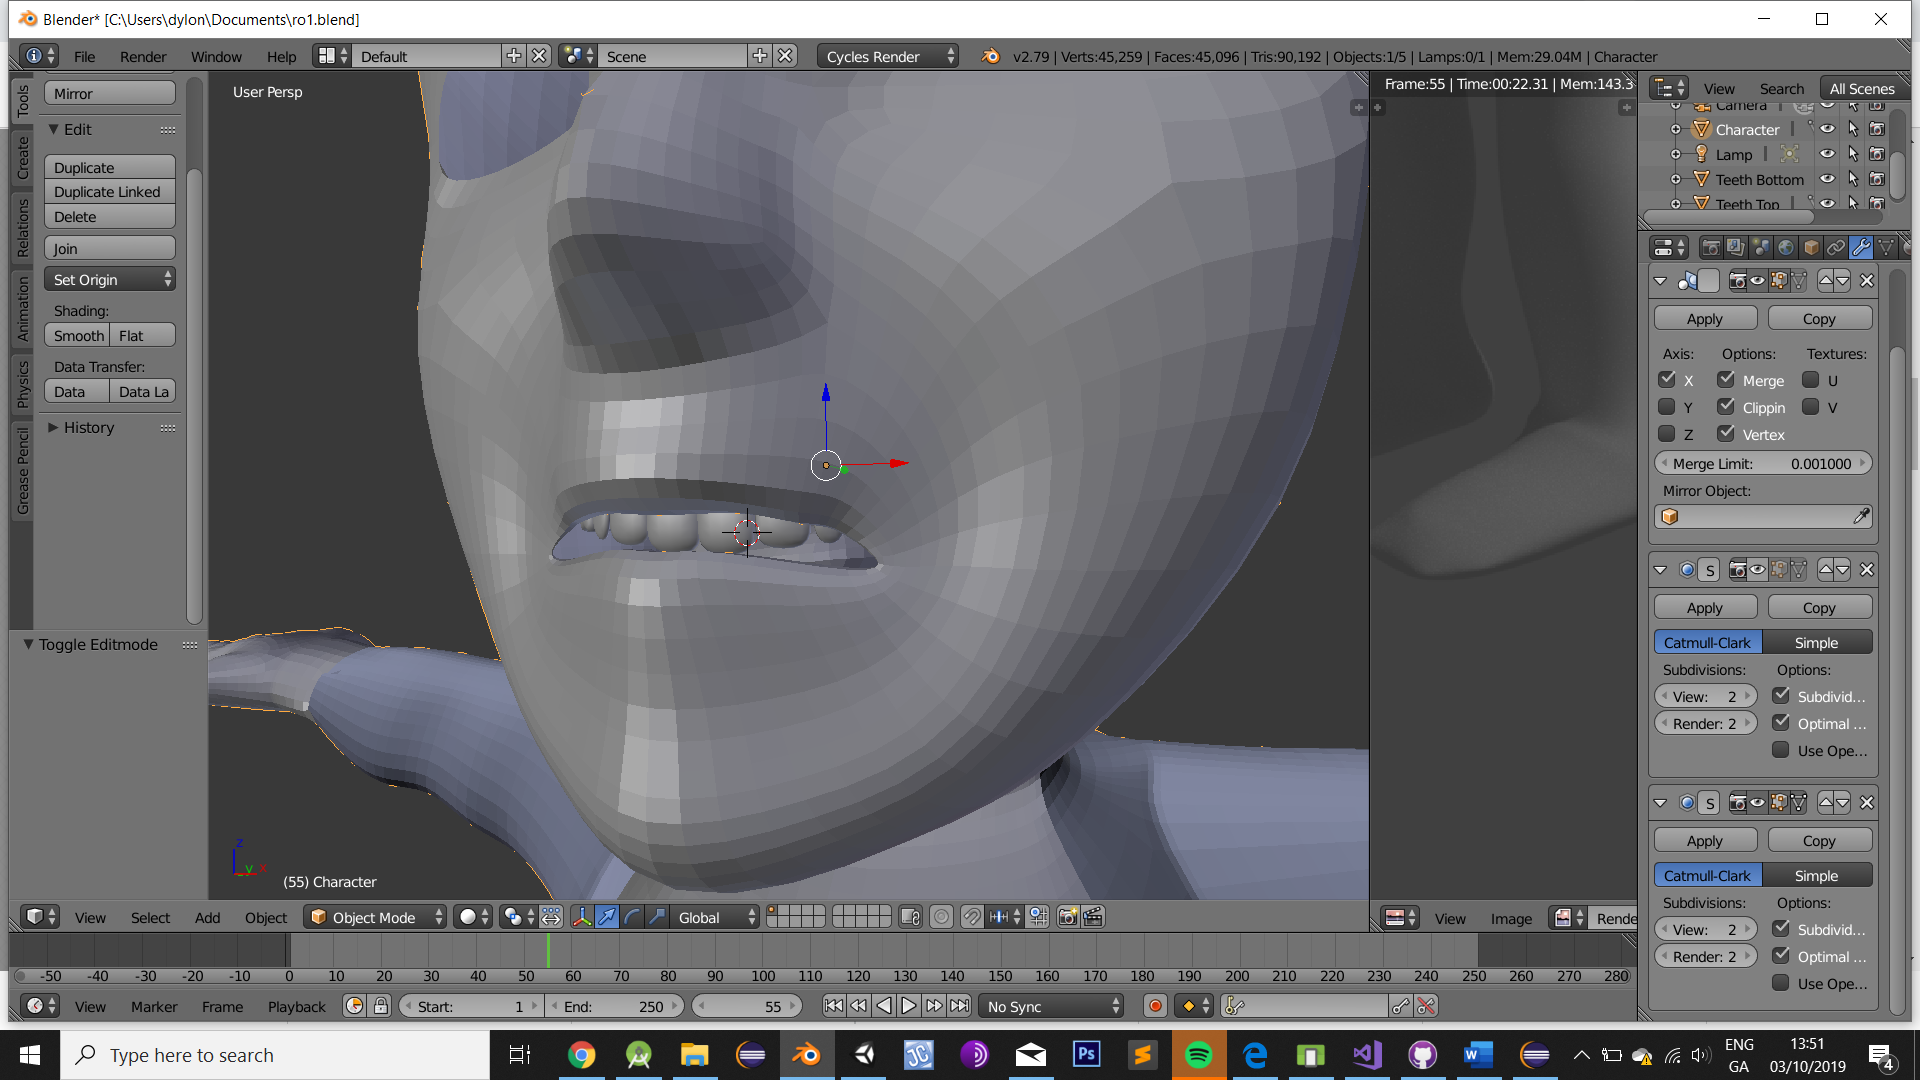 Blender* [C:\Users\dylon\Documents\ro1.blend]
File Render Window Help Default Scene Cycles Render v2.79 | Verts:45,259 | Faces:45,096 | Tris:90,192 | Objects:1/5 | Lamps:0/1 | Mem:29.04M | Character
Tools
Create
Relations
Animation
Physics
Grease Pencil
Mirror
Edit
Duplicate
Duplicate Linked
Delete
Join
Set Origin
Shading:
Smooth Flat
Data Transfer:
Data Data La
History
Toggle Editmode
User Persp
z
y x
(55) Character
Frame:55 | Time:00:22.31 | Mem:143.3
View Search All Scenes
Camera
Character
Lamp
Teeth Bottom
Teeth Top
Apply Copy
Axis: Options: Textures:
X Merge U
Y Clippin V
Z Vertex
Merge Limit: 0.001000
Mirror Object:
S
Apply Copy
Catmull-Clark Simple
Subdivisions: Options:
View: 2 Subdivid...
Render: 2 Optimal ...
Use Ope...
S
Apply Copy
Catmull-Clark Simple
Subdivisions: Options:
View: 2 Subdivid...
Render: 2 Optimal ...
Use Ope...
View Select Add Object Object Mode Global
View Image Rende
-50 -40 -30 -20 -10 0 10 20 30 40 50 60 70 80 90 100 110 120 130 140 150 160 170 180 190 200 210 220 230 240 250 260 270 280
View Marker Frame Playback Start: 1 End: 250 55 No Sync
Type here to search
JC
Ps
S
W
ENG
GA
13:51
03/10/2019
4